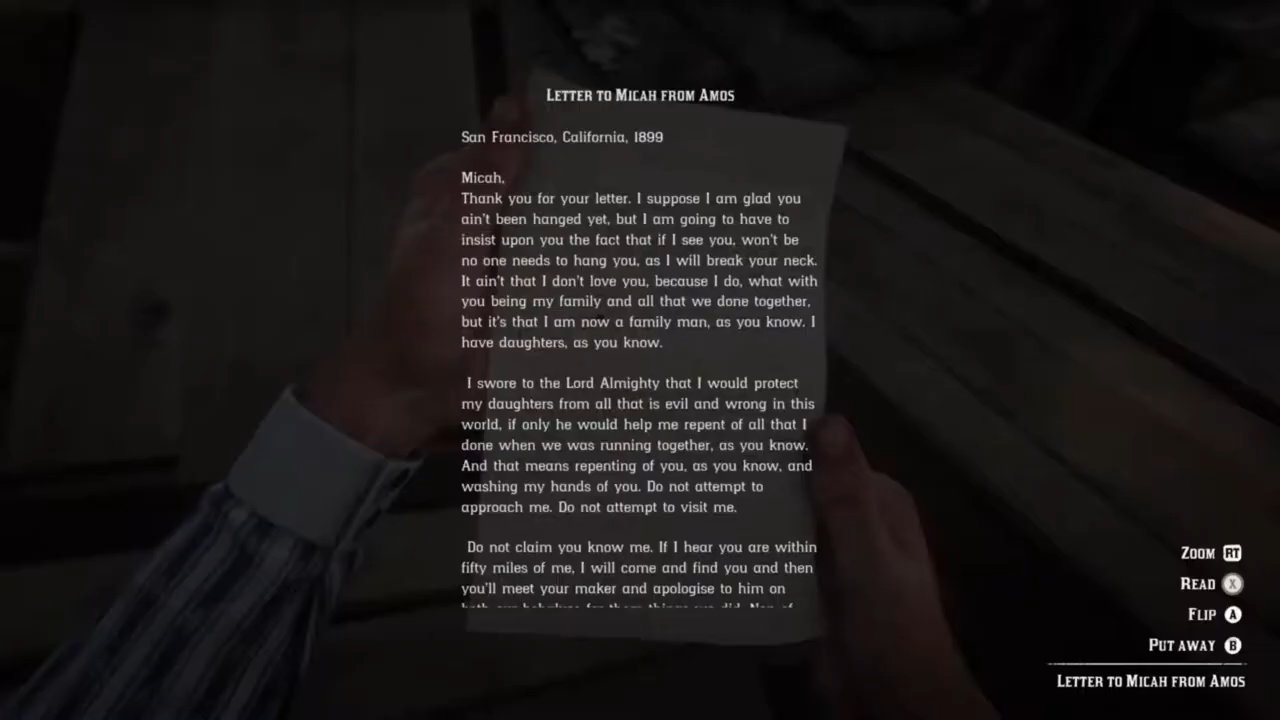 Letter to Micah from Amos
San Francisco, California, 1899
Micah,
Thank you for your letter. I suppose I am glad you
ain't been hanged yet, but I am going to have to
insist upon you the fact that if I see you, won't be
no one needs to hang you, as I will break your neck.
It ain't that I don't love you, because I do, what with
you being my family and all that we done together,
but it's that I am now a family man, as you know. I
have daughters, as you know.
I swore to the Lord Almighty that I would protect
my daughters from all that is evil and wrong in this
world, if only he would help me repent of all that I
done when we was running together, as you know.
And that means repenting of you, as you know, and
washing my hands of you. Do not attempt to
approach me. Do not attempt to visit me.
Do not claim you know me. If I hear you are within
fifty miles of me, I will come and find you and then
you'll meet your maker and apologise to him on
Zoom RT
Read X
Flip A
Put away B
Letter to Micah from Amos